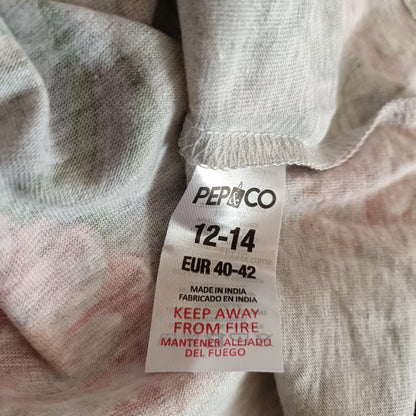 PEP&CO
12-14
EUR 40-42
MADE IN INDIA
FABRICADO EN INDIA
KEEP AWAY
FROM FIRE
MANTENER ALEJADO
DEL FUEGO